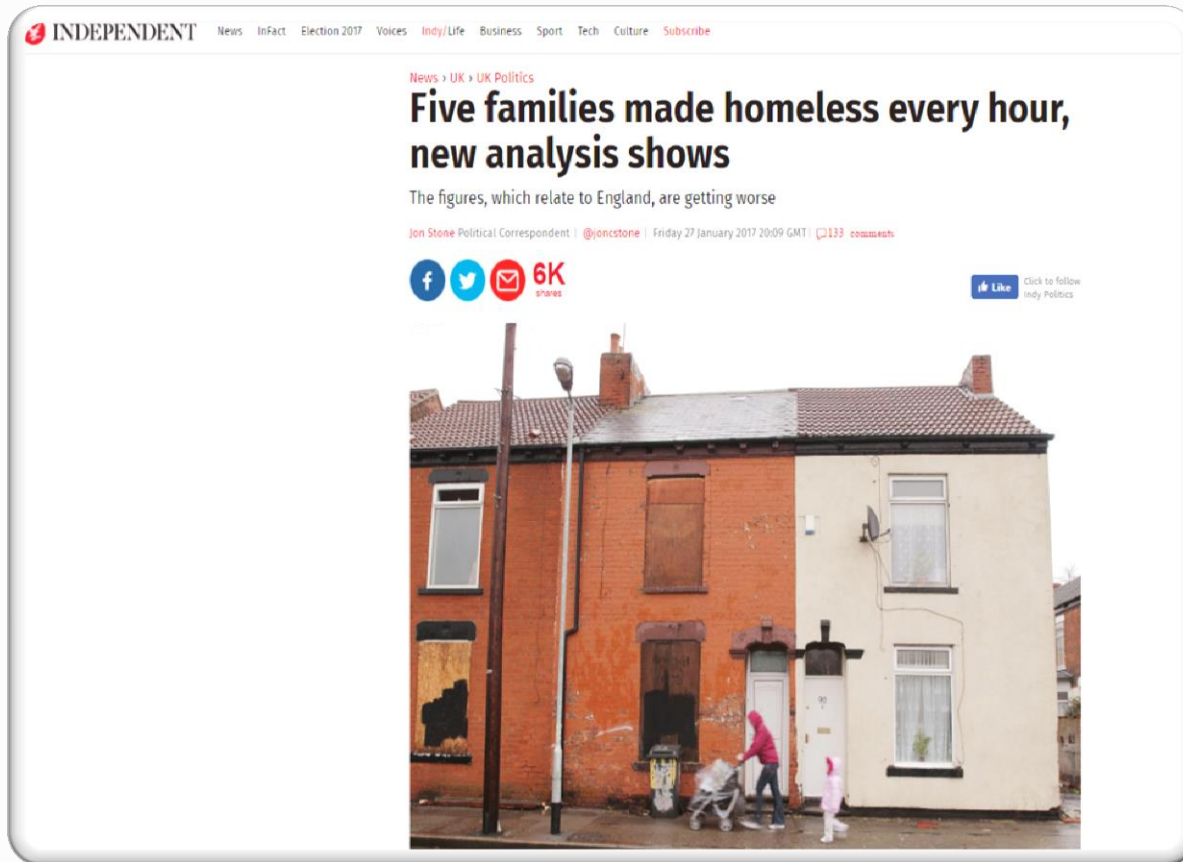 INDEPENDENT News InFact Election 2017 Voices Indy/Life Business Sport Tech Culture Subscribe
News › UK › UK Politics
Five families made homeless every hour,
new analysis shows
The figures, which relate to England, are getting worse
Jon Stone Political Correspondent | @joncstone | Friday 27 January 2017 20:09 GMT | 133 comments
f 6K
shares
Like Click to follow
Indy Politics
90